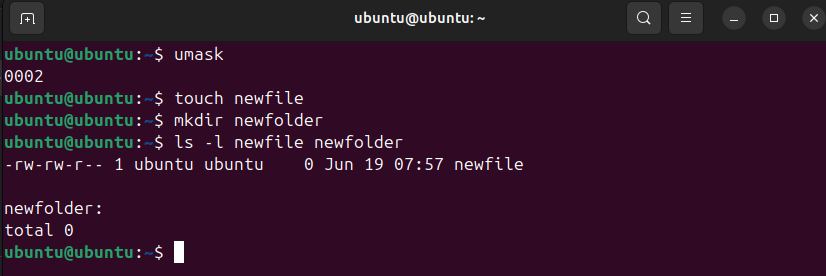 ubuntu@ubuntu: ~
ubuntu@ubuntu:~$ umask
0002
ubuntu@ubuntu:~$ touch newfile
ubuntu@ubuntu:~$ mkdir newfolder
ubuntu@ubuntu:~$ ls -l newfile newfolder
-rw-rw-r-- 1 ubuntu ubuntu    0 Jun 19 07:57 newfile

newfolder:
total 0
ubuntu@ubuntu:~$